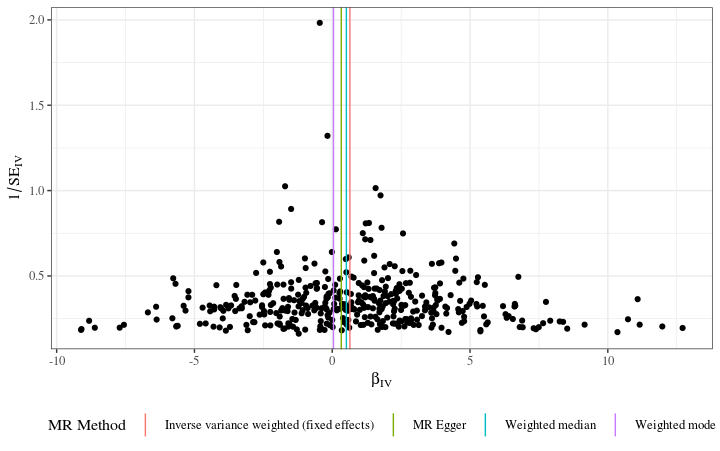 2.0
1.5
1.0
0.5
1/SE_IV
-10 -5 0 5 10
β_IV
MR Method Inverse variance weighted (fixed effects) MR Egger Weighted median Weighted mode